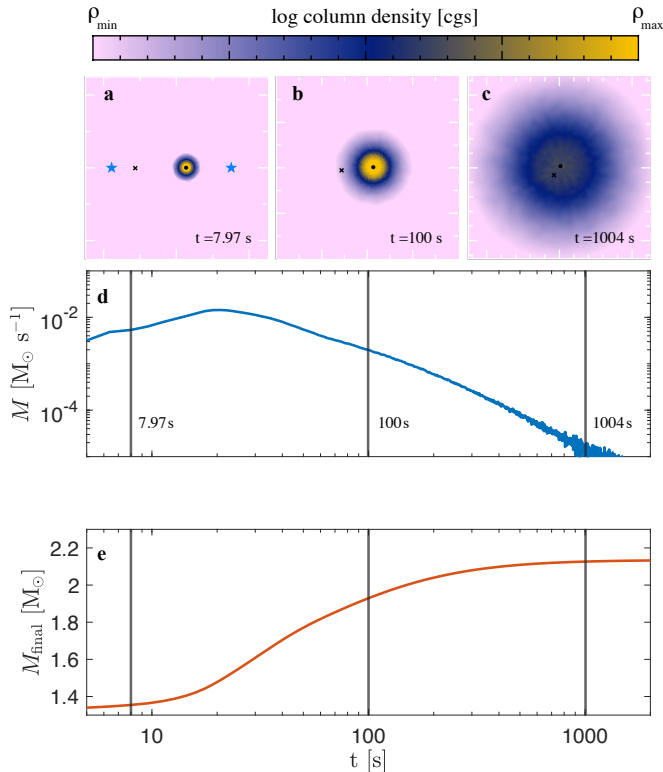 ρmin log column density [cgs] ρmax
a b c
t =7.97 s t =100 s t =1004 s
d
10⁻²
10⁻⁴
M [M⊙ s⁻¹]
7.97s 100s 1004 s
e
2.2
2
1.8
1.6
1.4
Mfinal [M⊙]
10 100 1000
t [s]